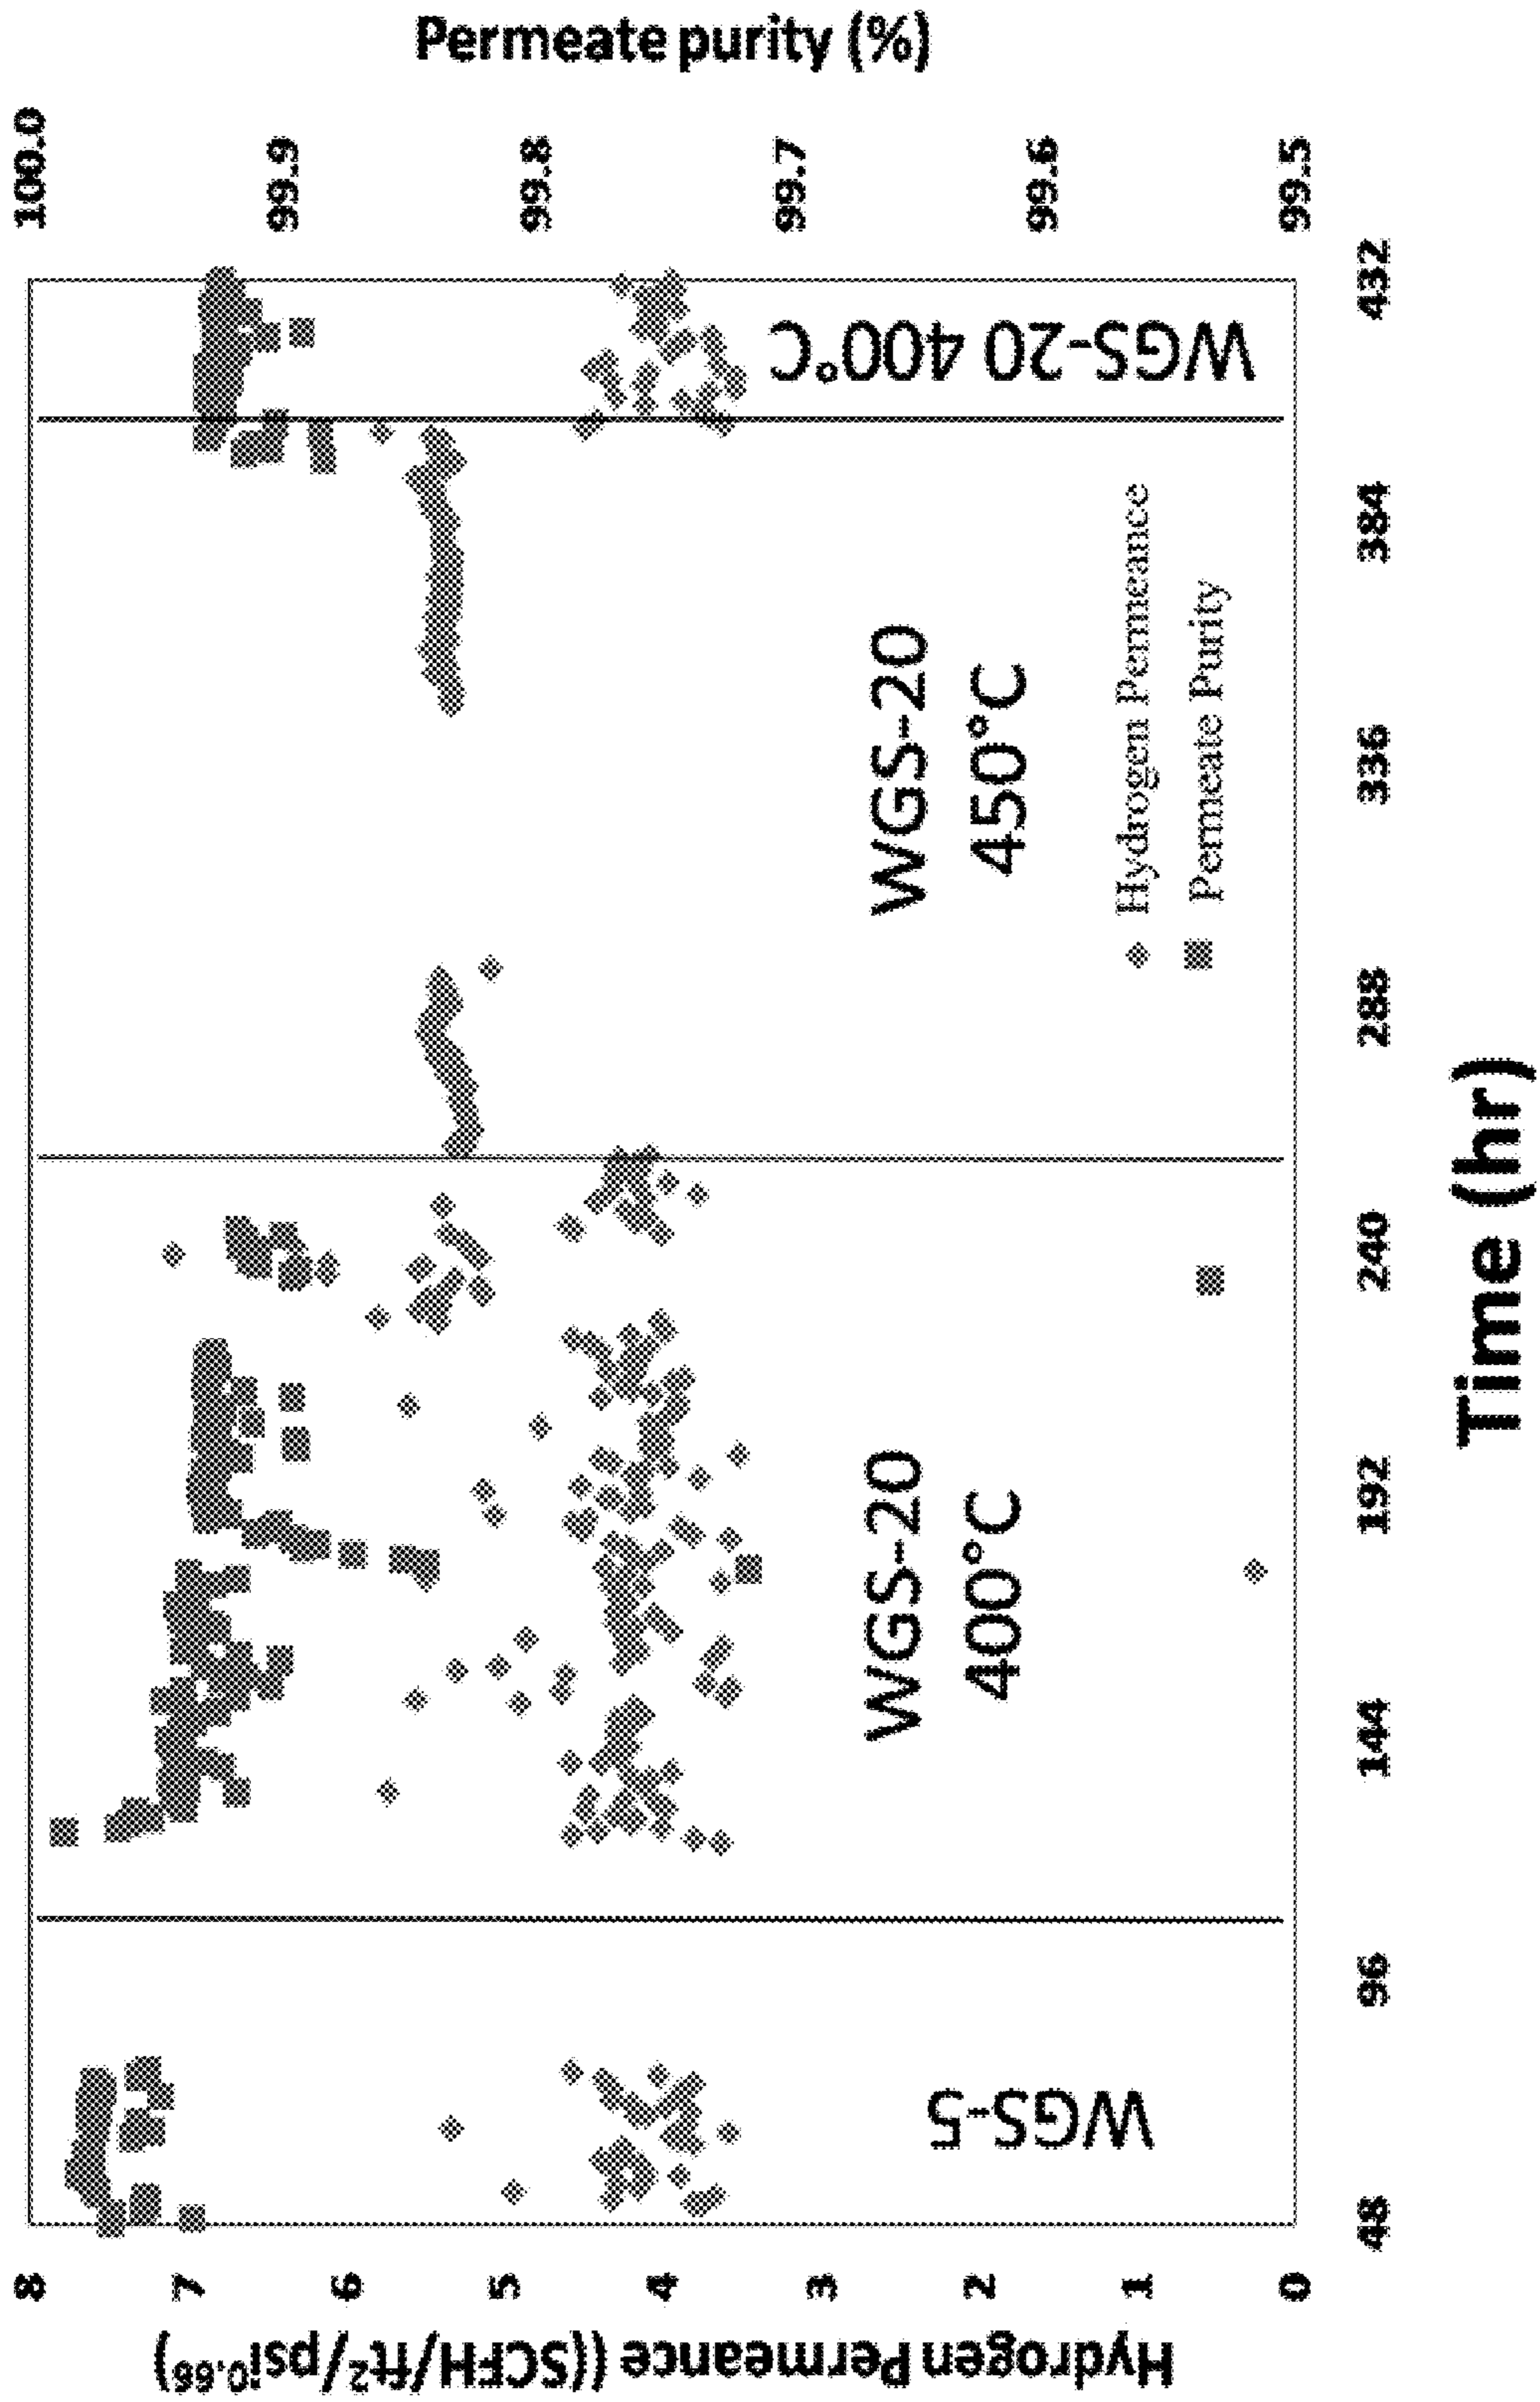 Hydrogen Permeance ((SCFH/ft²/psi⁰·⁶⁶)
8
7
6
5
4
3
2
1
0
WGS-5
WGS-20
400°C
WGS-20
450°C
Hydrogen Permeance
Permeate Purity
WGS-20 400°C
100.0
99.9
99.8
99.7
99.6
99.5
Permeate purity (%)
48
96
144
192
240
288
336
384
432
Time (hr)